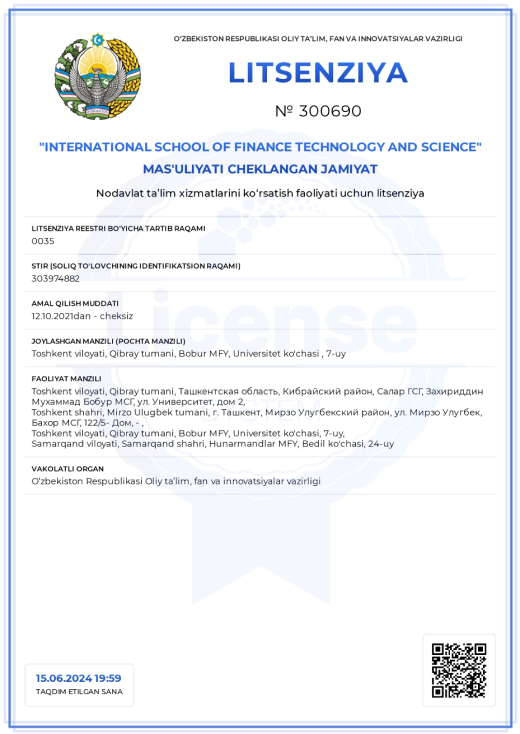 O‘ZBEKISTON RESPUBLIKASI OLIY TA’LIM, FAN VA INNOVATSIYALAR VAZIRLIGI
LITSENZIYA
№ 300690
"INTERNATIONAL SCHOOL OF FINANCE TECHNOLOGY AND SCIENCE"
MAS'ULIYATI CHEKLANGAN JAMIYAT
Nodavlat ta’lim xizmatlarini ko‘rsatish faoliyati uchun litsenziya
LITSENZIYA REESTRI BO‘YICHA TARTIB RAQAMI
0035
STIR (SOLIQ TO‘LOVCHINING IDENTIFIKATSION RAQAMI)
303974882
AMAL QILISH MUDDATI
12.10.2021dan - cheksiz
License
JOYLASHGAN MANZILI (POCHTA MANZILI)
Toshkent viloyati, Qibray tumani, Bobur MFY, Universitet ko'chasi , 7-uy
FAOLIYAT MANZILI
Toshkent viloyati, Qibray tumani, Ташкентская область, Кибрайский район, Салар ГСГ, Захириддин
Мухаммад Бобур МСГ, ул. Университет, дом 2,
Toshkent shahri, Mirzo Ulugbek tumani, г. Ташкент, Мирзо Улугбекский район, ул. Мирзо Улугбек,
Бахор МСГ, 122/5- Дом, - ,
Toshkent viloyati, Qibray tumani, Bobur MFY, Universitet ko'chasi, 7-uy,
Samarqand viloyati, Samarqand shahri, Hunarmandlar MFY, Bedil ko'chasi, 24-uy
VAKOLATLI ORGAN
O‘zbekiston Respublikasi Oliy ta’lim, fan va innovatsiyalar vazirligi
15.06.2024 19:59
TAQDIM ETILGAN SANA